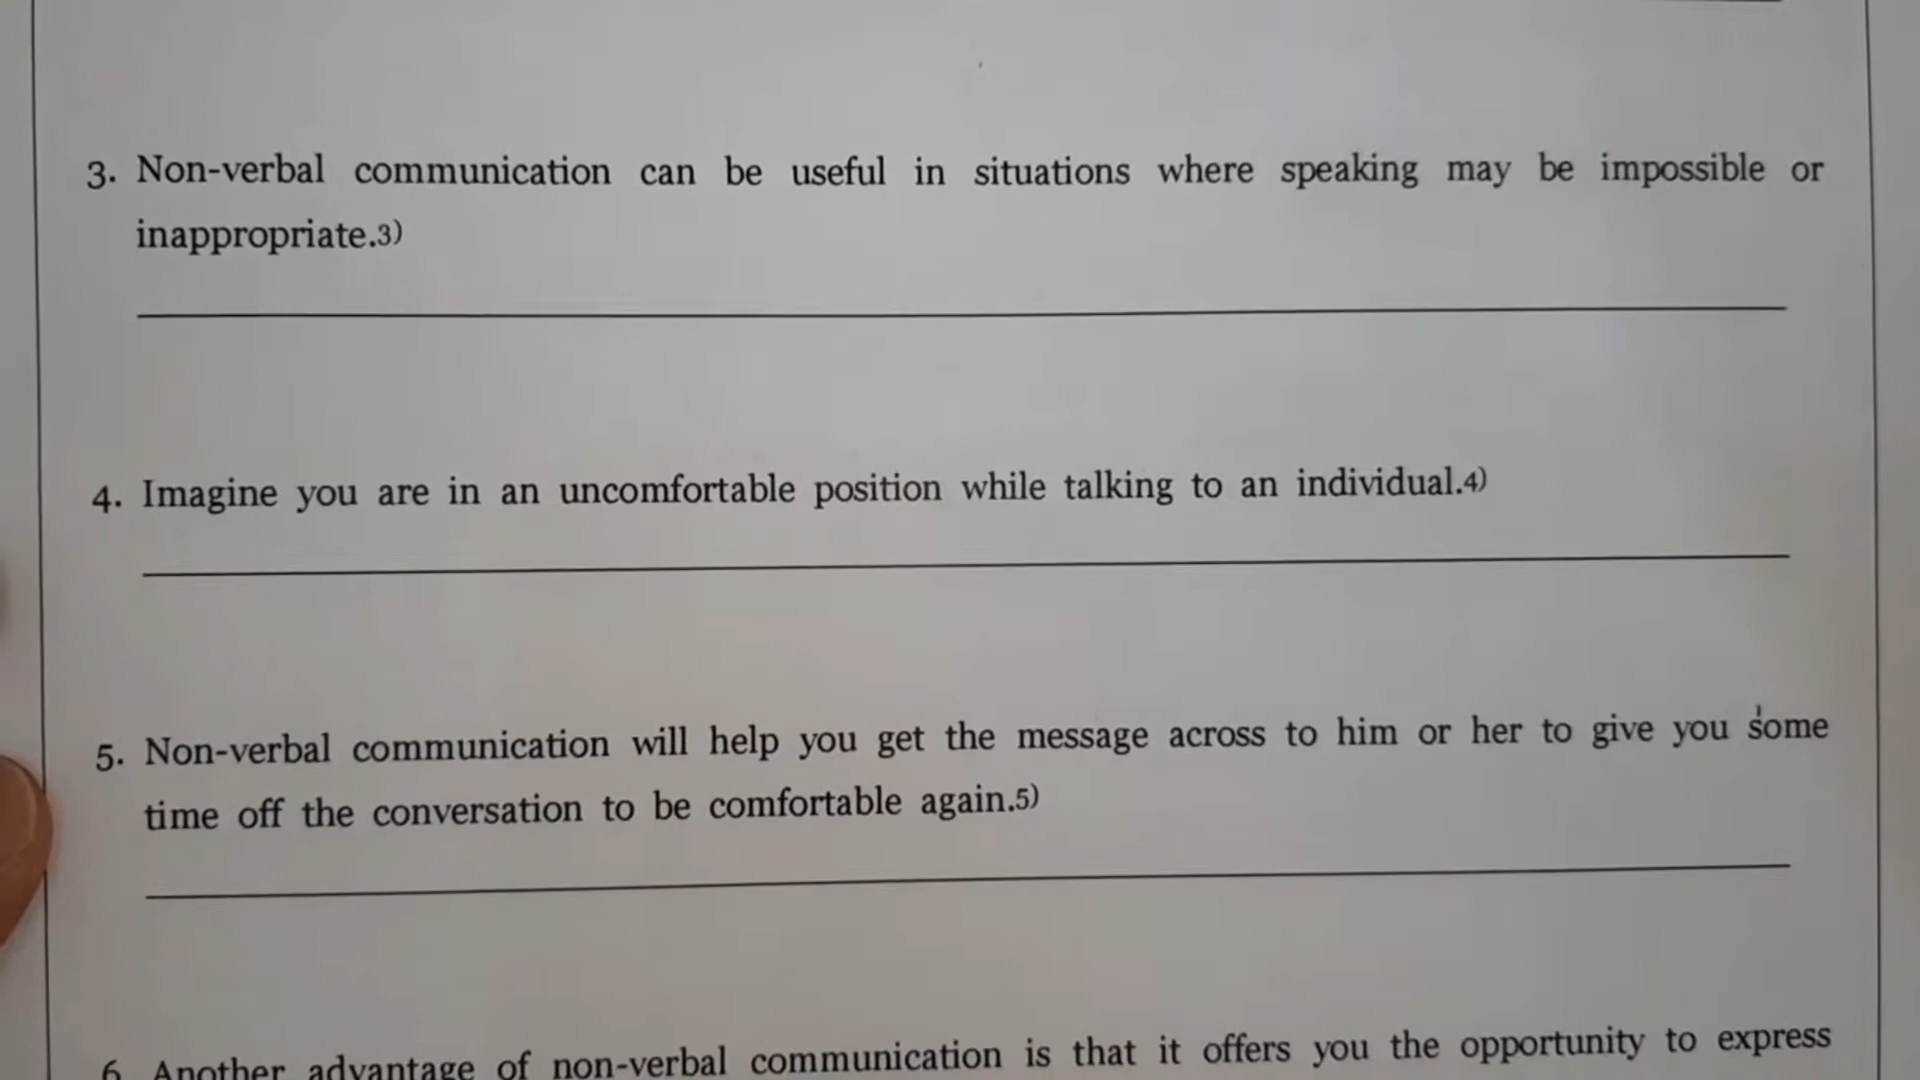 3. Non-verbal communication can be useful in situations where speaking may be impossible or
inappropriate.3)
4. Imagine you are in an uncomfortable position while talking to an individual.4)
5. Non-verbal communication will help you get the message across to him or her to give you some
time off the conversation to be comfortable again.5)
6. Another advantage of non-verbal communication is that it offers you the opportunity to express